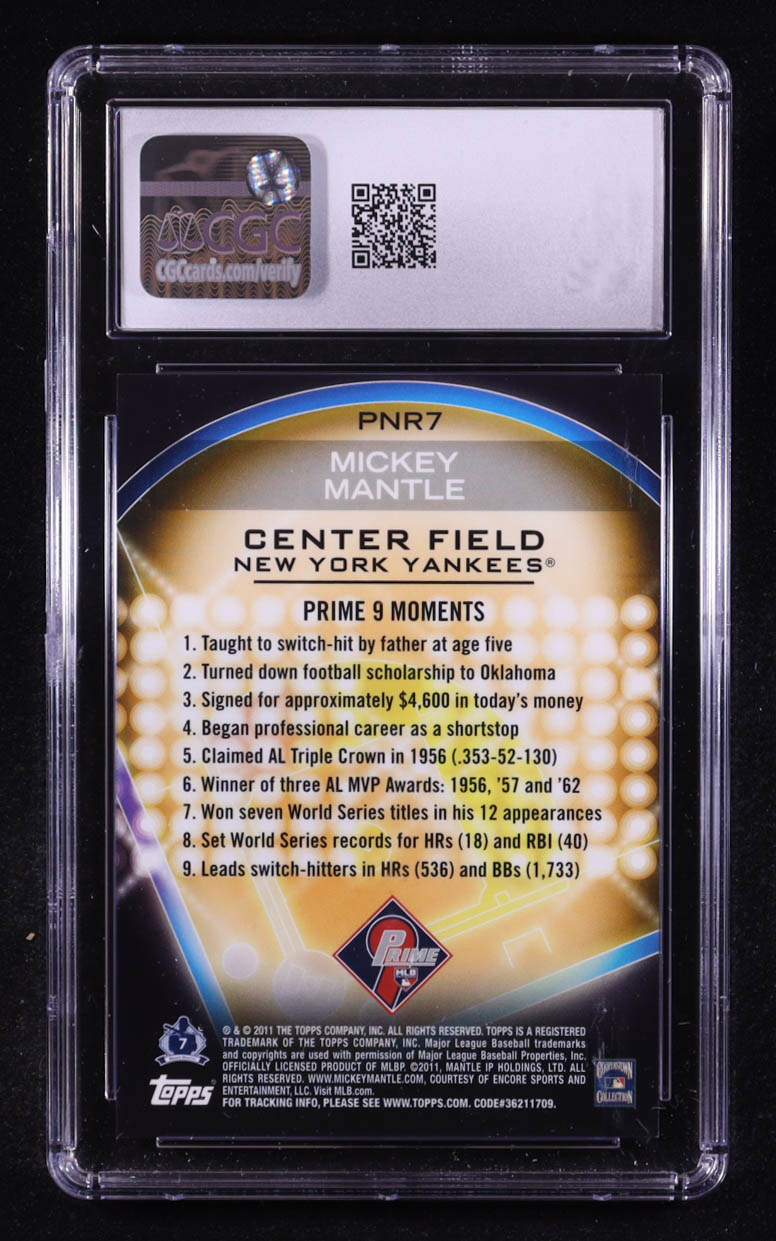 CGC
CGCcards.com/verify
PNR7
MICKEY
MANTLE
CENTER FIELD
NEW YORK YANKEES®
PRIME 9 MOMENTS
1. Taught to switch-hit by father at age five
2. Turned down football scholarship to Oklahoma
3. Signed for approximately $4,600 in today's money
4. Began professional career as a shortstop
5. Claimed AL Triple Crown in 1956 (.353-52-130)
6. Winner of three AL MVP Awards: 1956, '57 and '62
7. Won seven World Series titles in his 12 appearances
8. Set World Series records for HRs (18) and RBI (40)
9. Leads switch-hitters in HRs (536) and BBs (1,733)
PRIME
9
MLB
® & © 2011 THE TOPPS COMPANY, INC. ALL RIGHTS RESERVED. TOPPS IS A REGISTERED
TRADEMARK OF THE TOPPS COMPANY, INC. Major League Baseball trademarks
and copyrights are used with permission of Major League Baseball Properties, Inc.
OFFICIALLY LICENSED PRODUCT OF MLBP. ©2011, MANTLE IP HOLDINGS, LTD. ALL
RIGHTS RESERVED. WWW.MICKEYMANTLE.COM, COURTESY OF ENCORE SPORTS AND
ENTERTAINMENT, LLC. Visit MLB.com.
FOR TRACKING INFO, PLEASE SEE WWW.TOPPS.COM. CODE#36211709.
7
Topps
COOPERSTOWN
COLLECTION